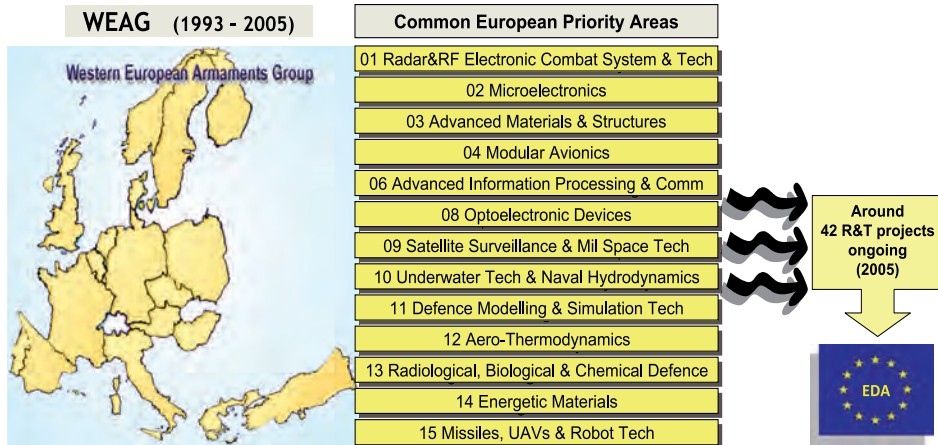 WEAG (1993 - 2005)
Western European Armaments Group
Common European Priority Areas
01 Radar&RF Electronic Combat System & Tech
02 Microelectronics
03 Advanced Materials & Structures
04 Modular Avionics
06 Advanced Information Processing & Comm
08 Optoelectronic Devices
09 Satellite Surveillance & Mil Space Tech
10 Underwater Tech & Naval Hydrodynamics
11 Defence Modelling & Simulation Tech
12 Aero-Thermodynamics
13 Radiological, Biological & Chemical Defence
14 Energetic Materials
15 Missiles, UAVs & Robot Tech
Around
42 R&T projects
ongoing
(2005)
EDA